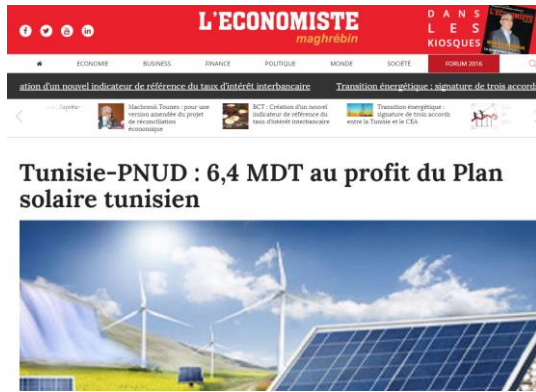 L'ECONOMISTE
maghrébin
DANS
LES
KIOSQUES
ECONOMIE BUSINESS FINANCE POLITIQUE MONDE SOCIÉTÉ FORUM 2016
ation d'un nouvel indicateur de référence du taux d'intérêt interbancaire Transition énergétique : signature de trois accords
Machrouû Tounes : pour une
version amendée du projet
de réconciliation
économique
BCT : Création d'un nouvel
indicateur de référence du
taux d'intérêt interbancaire
Transition énergétique :
signature de trois accords
entre la Tunisie et le CEA
Tunisie-PNUD : 6,4 MDT au profit du Plan
solaire tunisien